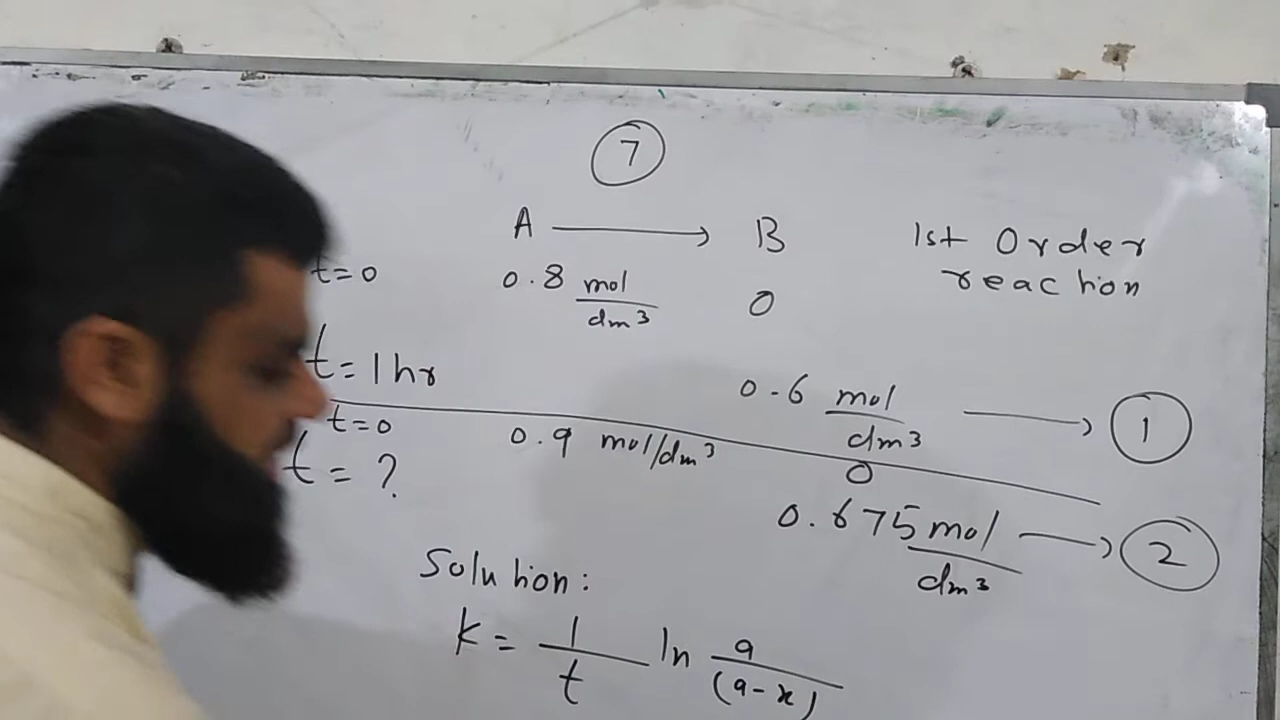 7
A → B 1st Order
reaction
t=0 0.8 mol/dm³ 0
t=1hr 0.6 mol/dm³ → 1
t=0 0.9 mol/dm³ 0
t=? 0.675 mol/dm³ → 2
Solution:
K = 1/t ln a/(a-x)